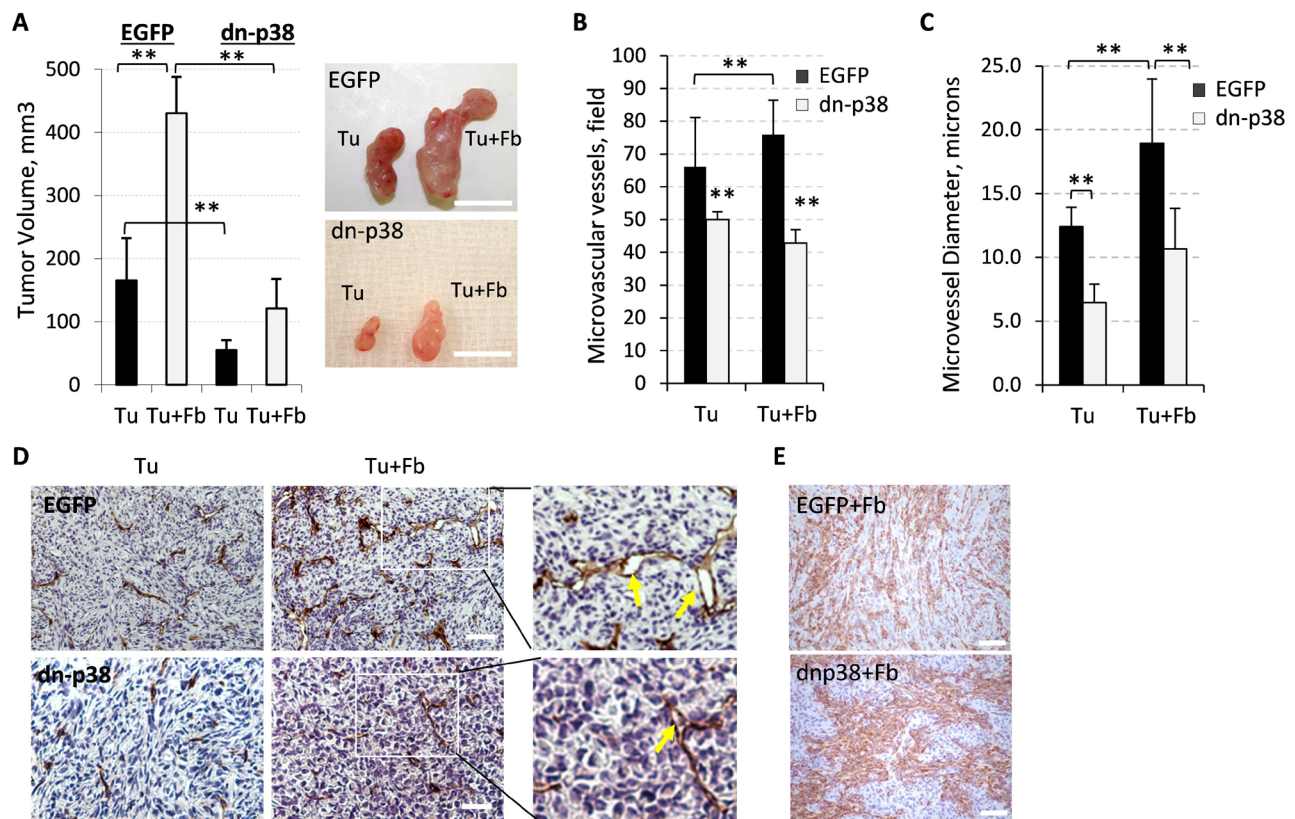 A
EGFP dn-p38
** **
**
Tumor Volume, mm3
500
400
300
200
100
0
Tu Tu+Fb Tu Tu+Fb
EGFP
Tu Tu+Fb
dn-p38
Tu Tu+Fb
B
Microvascular vessels, field
100
90
80
70
60
50
40
30
20
10
0
**
** **
EGFP
dn-p38
Tu Tu+Fb
C
Microvessel Diameter, microns
25.0
20.0
15.0
10.0
5.0
0.0
** **
**
EGFP
dn-p38
Tu Tu+Fb
D
Tu Tu+Fb
EGFP
dn-p38
E
EGFP+Fb
dnp38+Fb